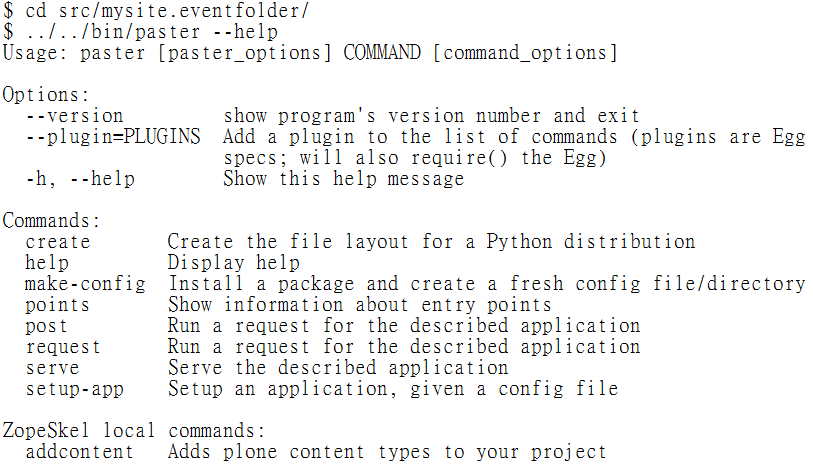 $ cd src/mysite.eventfolder/
$ ../../bin/paster --help
Usage: paster [paster_options] COMMAND [command_options]

Options:
  --version         show program's version number and exit
  --plugin=PLUGINS  Add a plugin to the list of commands (plugins are Egg
                    specs; will also require() the Egg)
  -h, --help        Show this help message

Commands:
  create       Create the file layout for a Python distribution
  help         Display help
  make-config  Install a package and create a fresh config file/directory
  points       Show information about entry points
  post         Run a request for the described application
  request      Run a request for the described application
  serve        Serve the described application
  setup-app    Setup an application, given a config file

ZopeSkel local commands:
  addcontent   Adds plone content types to your project